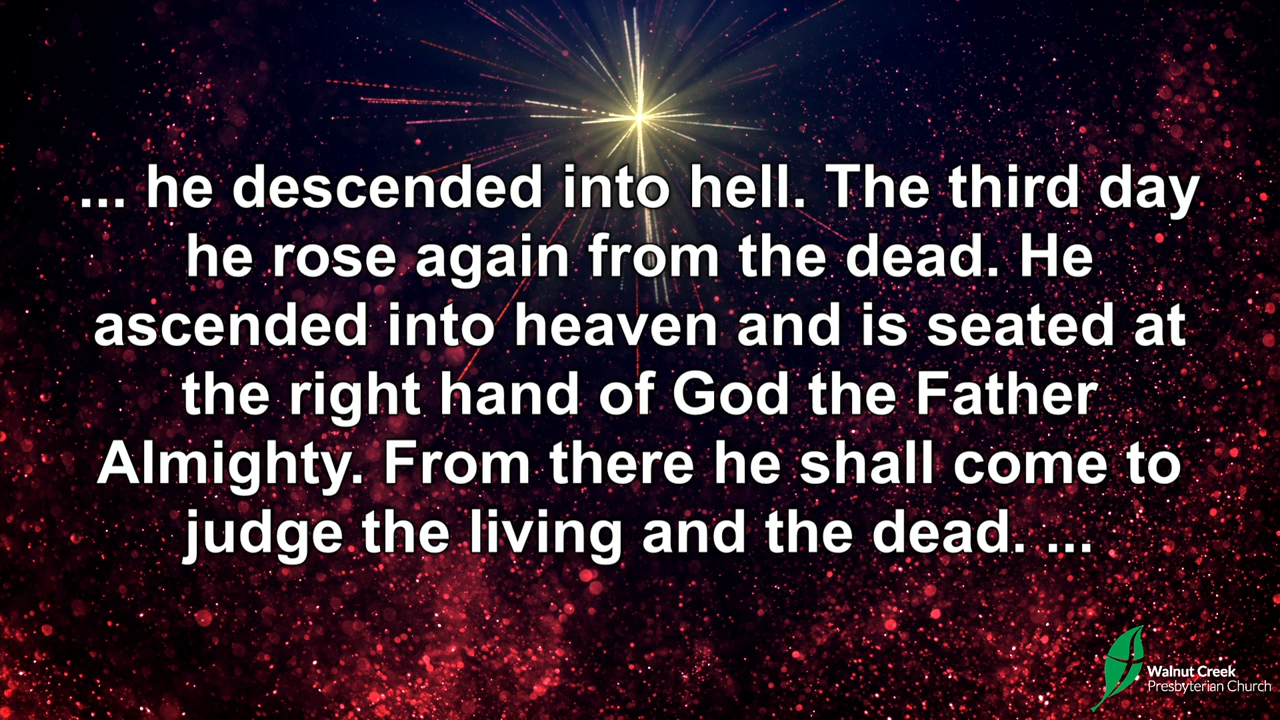 ... he descended into hell. The third day
he rose again from the dead. He
ascended into heaven and is seated at
the right hand of God the Father
Almighty. From there he shall come to
judge the living and the dead. ...
Walnut Creek
Presbyterian Church